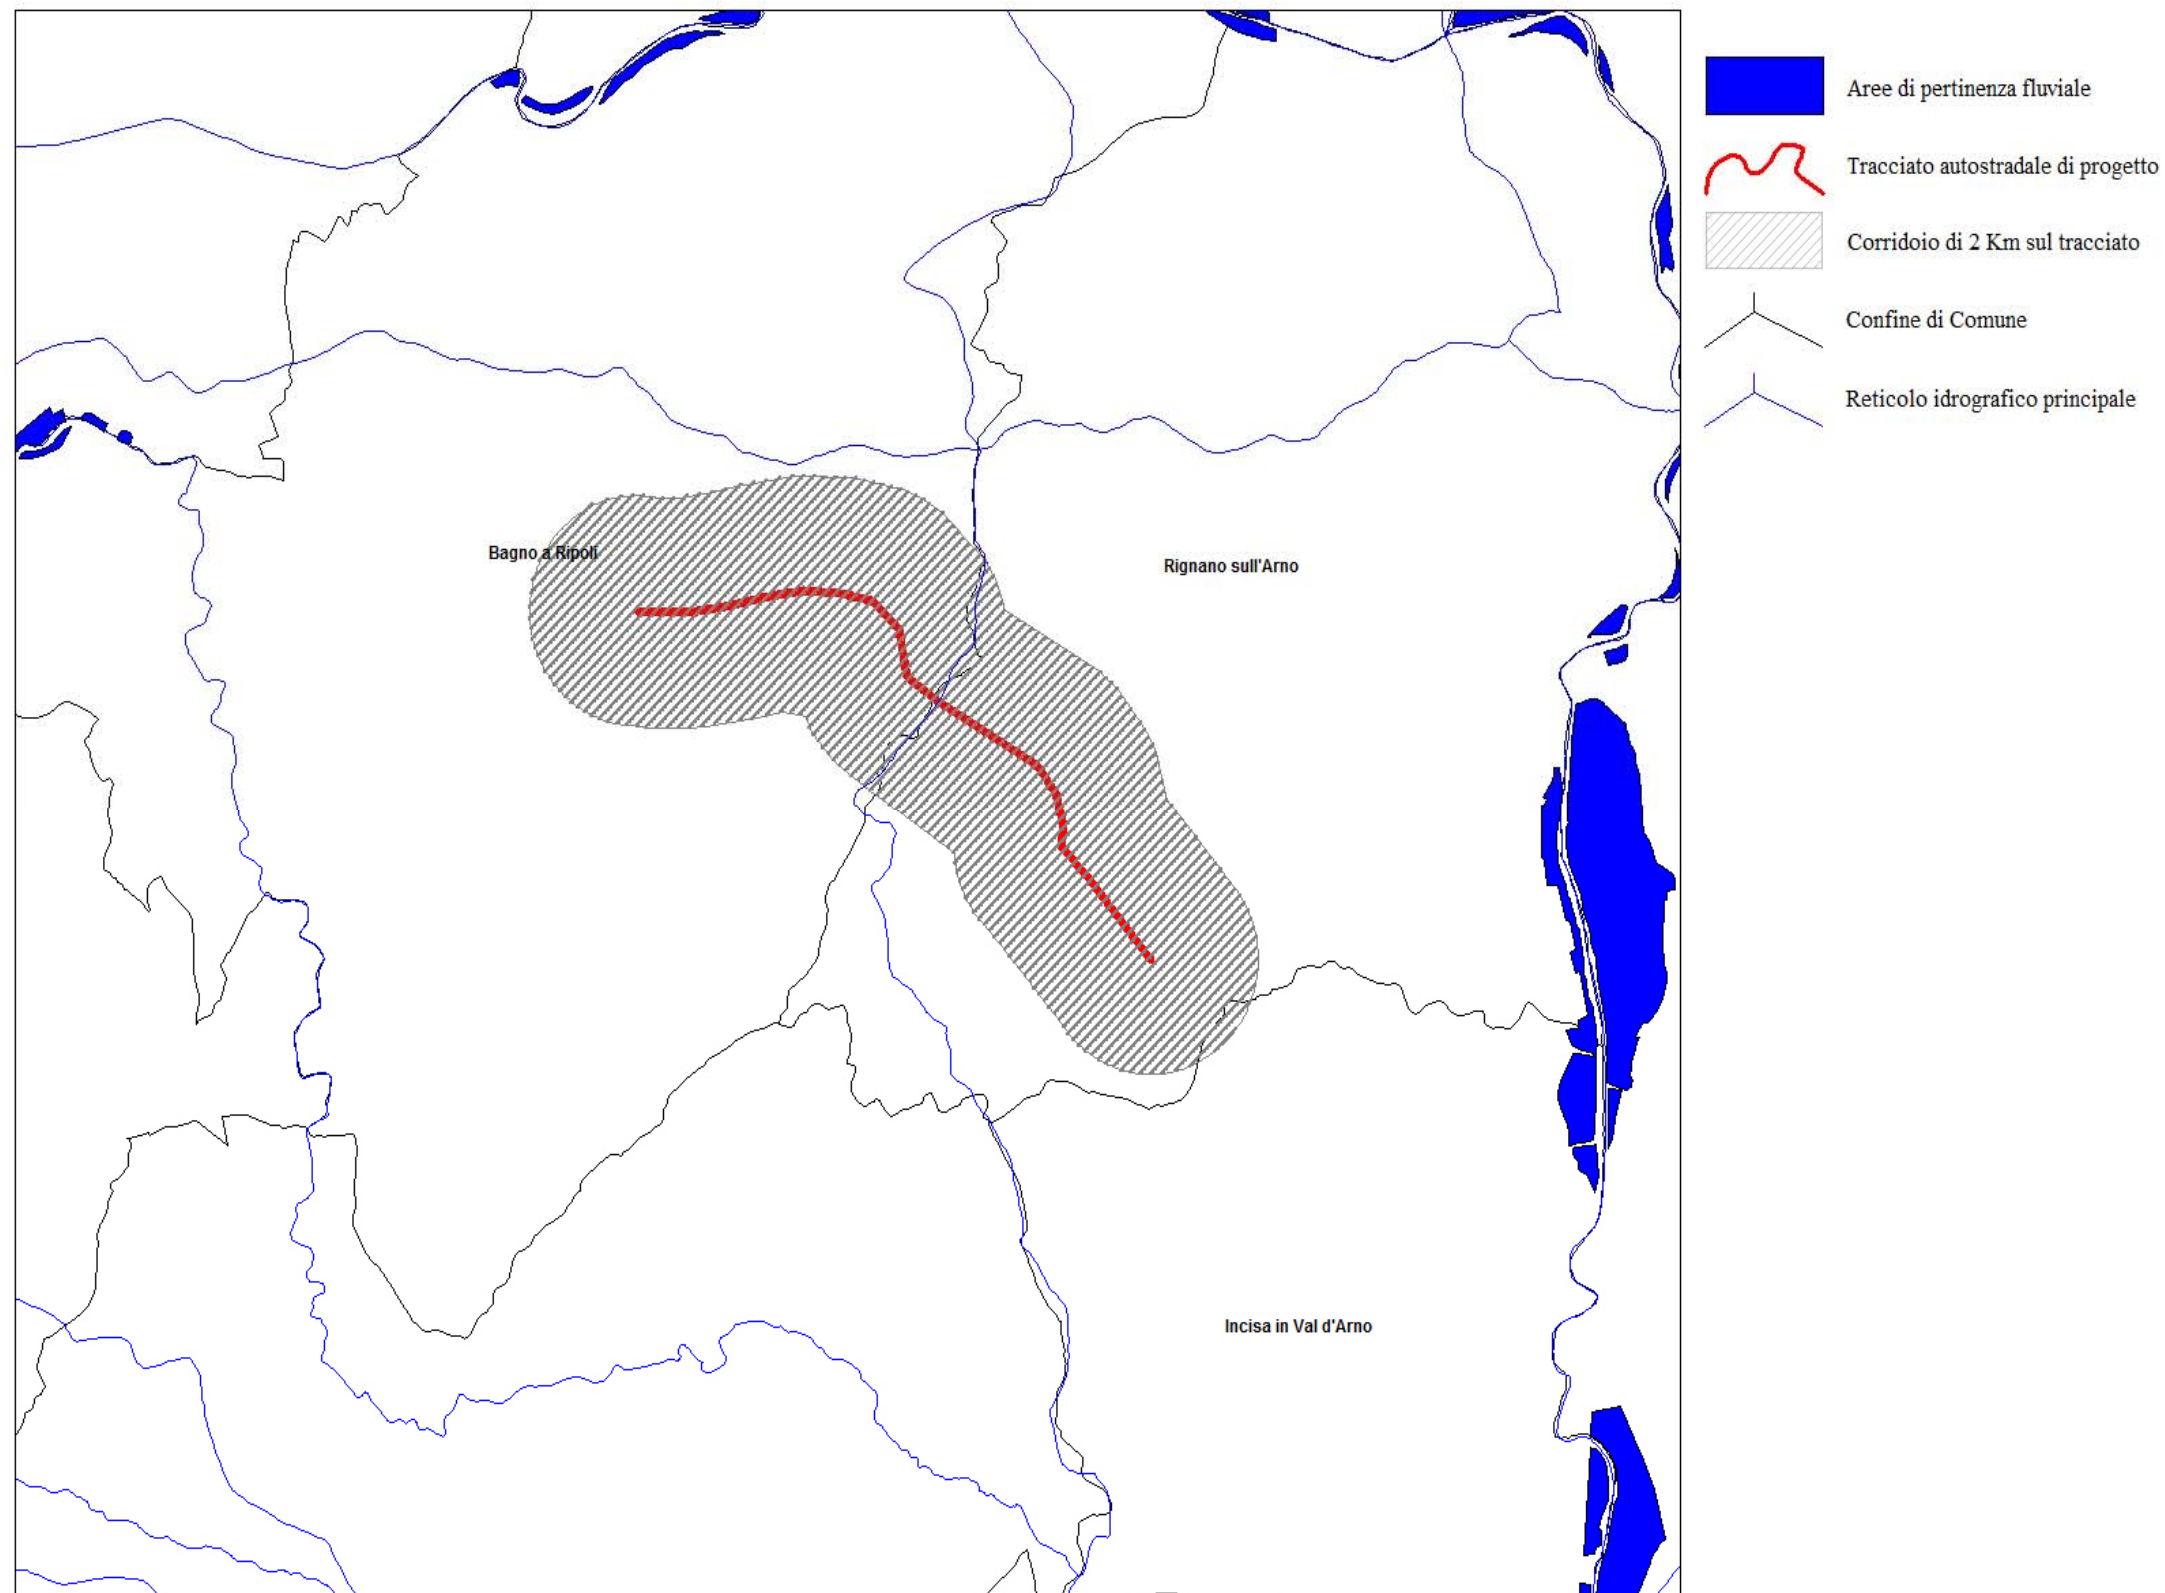 Aree di pertinenza fluviale
Tracciato autostradale di progetto
Corridoio di 2 Km sul tracciato
Confine di Comune
Reticolo idrografico principale
Bagno a Ripoli
Rignano sull'Arno
Incisa in Val d'Arno